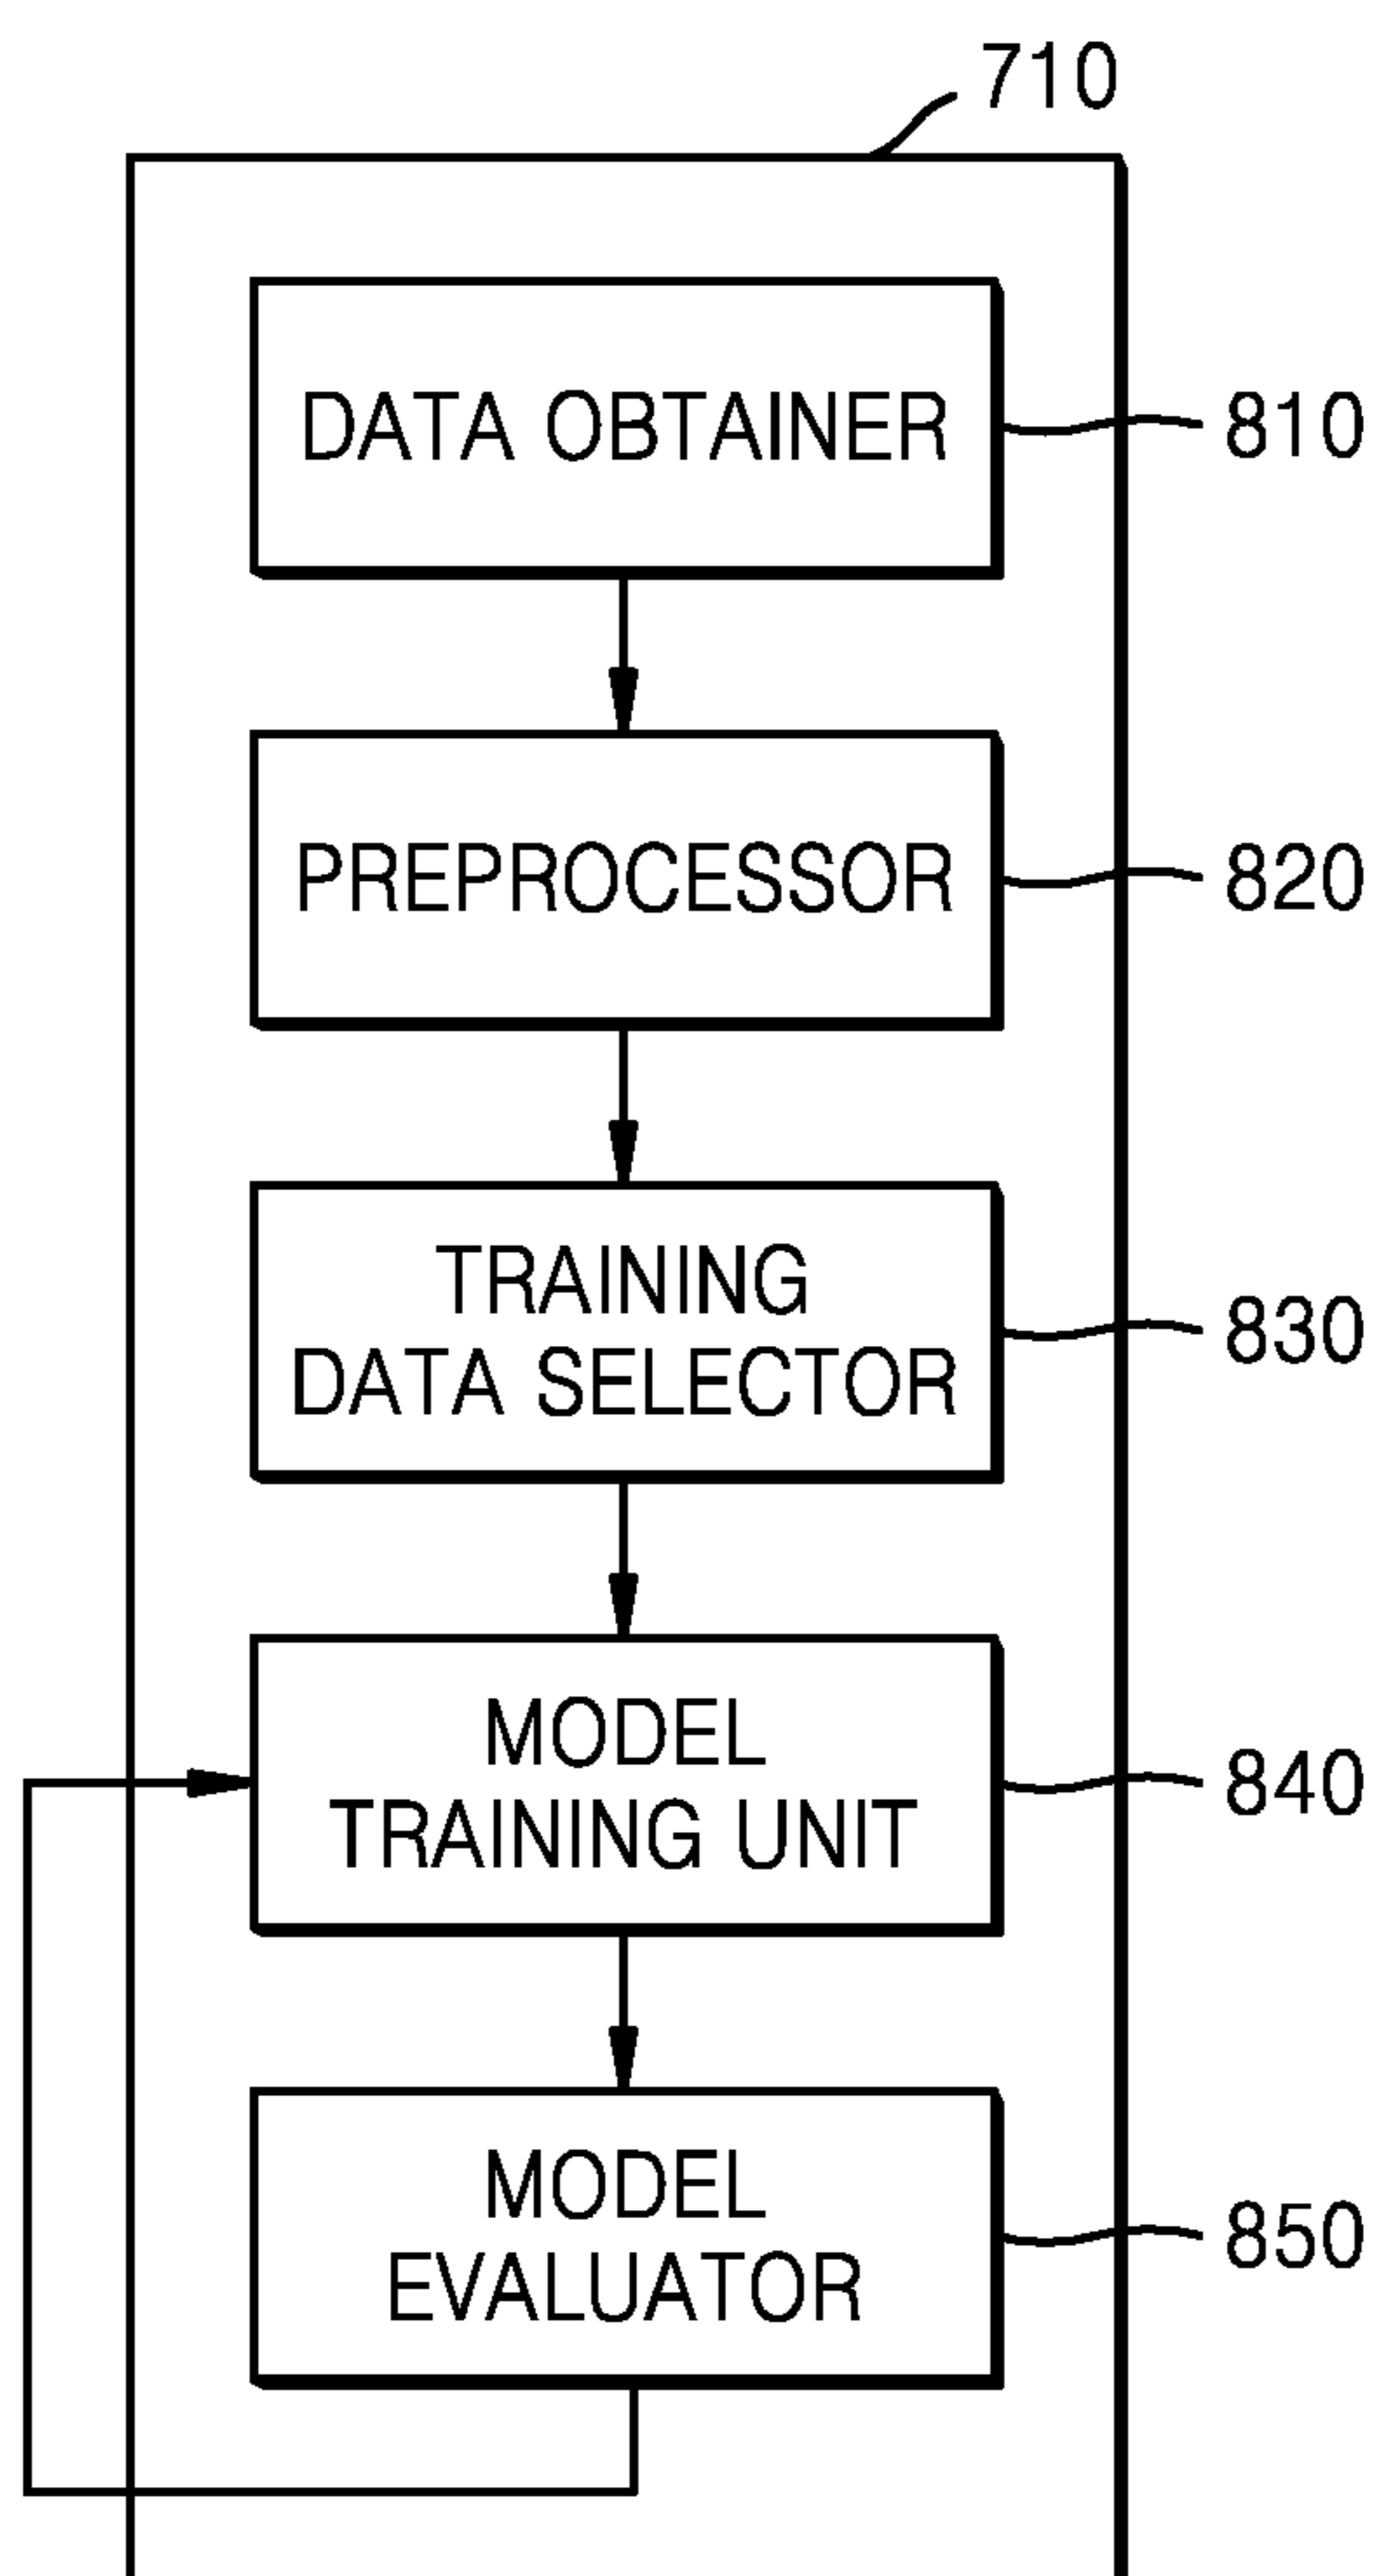 710
DATA OBTAINER
810
PREPROCESSOR
820
TRAINING
DATA SELECTOR
830
MODEL
TRAINING UNIT
840
MODEL
EVALUATOR
850